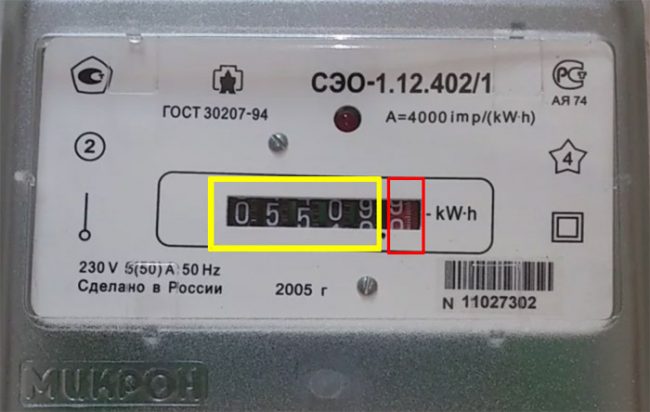 СЭО-1.12.402/1
ГОСТ 30207-94
A=4000 imp/(kW·h)
АЯ 74
2
4
0 5 5 0 9 9
- kW·h
230 V 5(50) A 50 Hz
Сделано в России
2005 г
N 11027302
МИКРОН